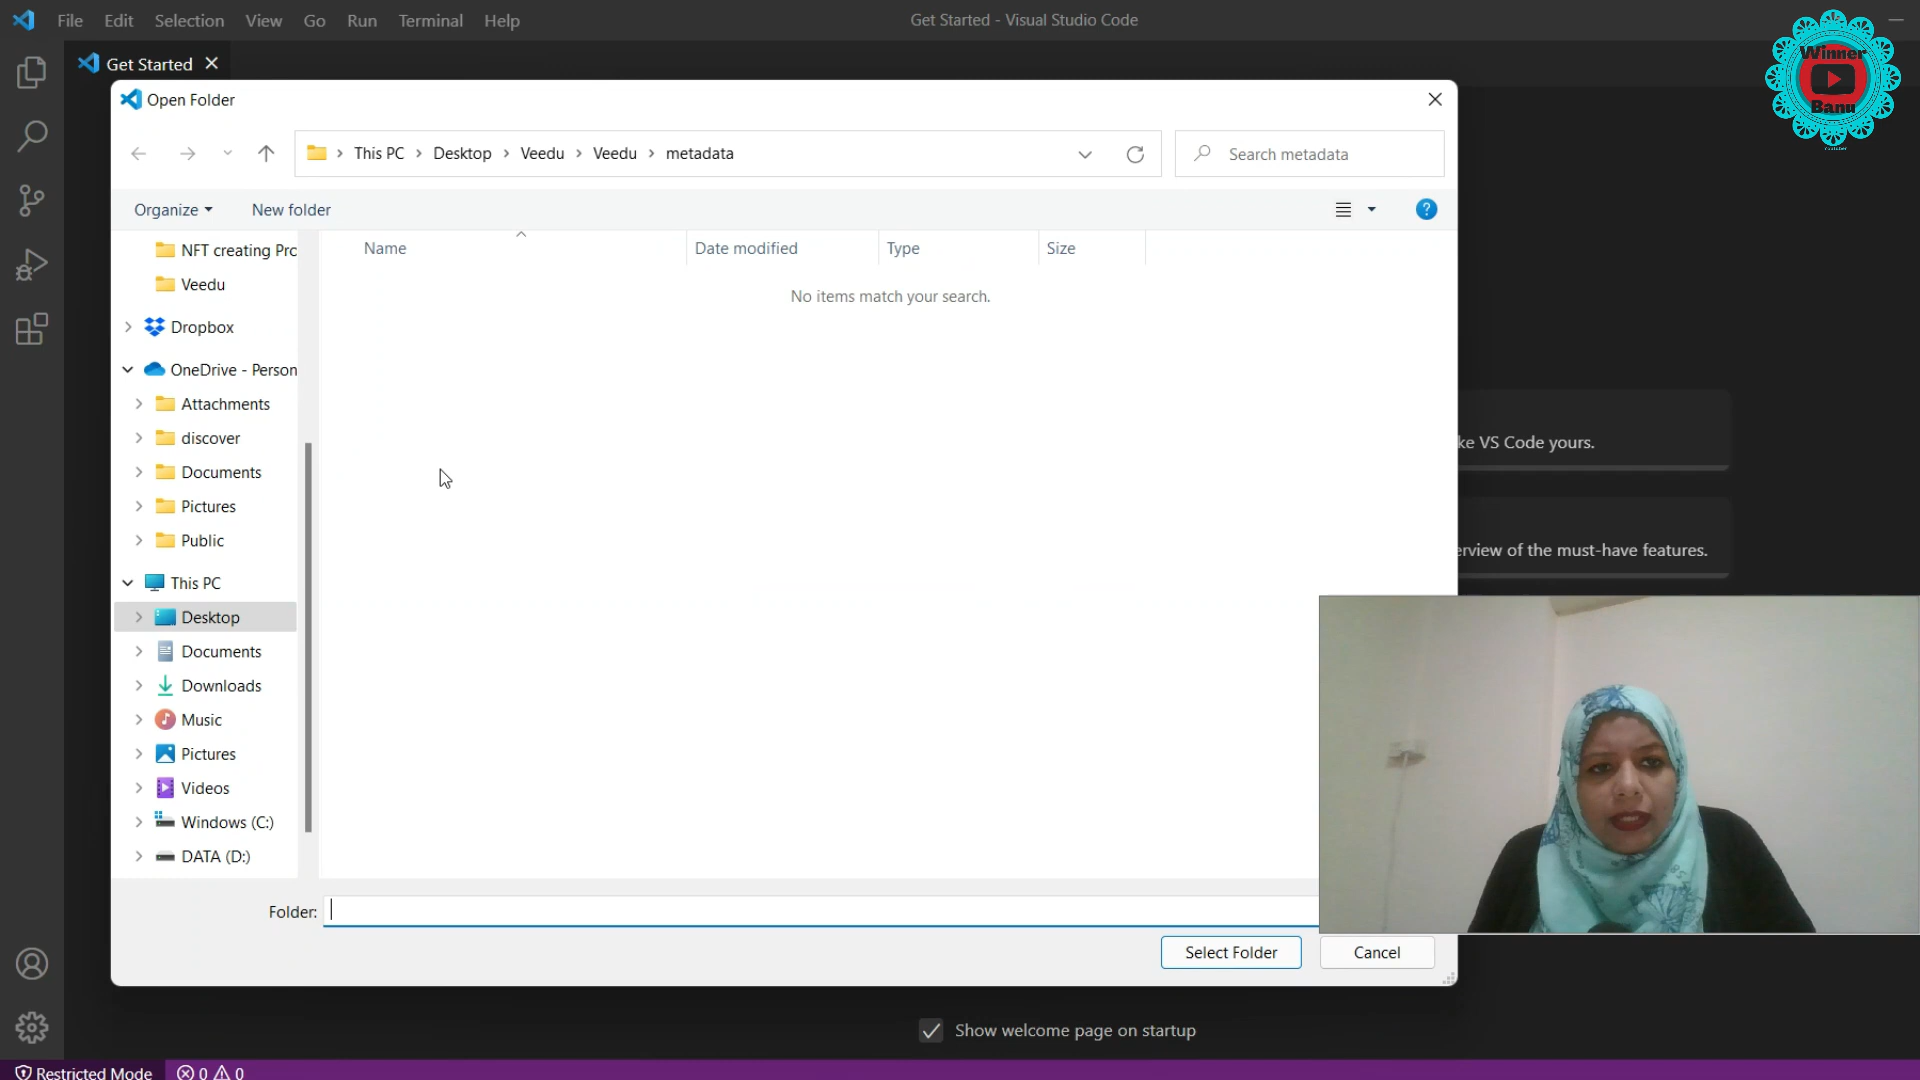 File Edit Selection View Go Run Terminal Help
Get Started - Visual Studio Code
Winner
Banu
Get Started
Open Folder
This PC > Desktop > Veedu > Veedu > metadata
Search metadata
Organize
New folder
?
Name
Date modified
Type
Size
No items match your search.
NFT creating Prc
Veedu
Dropbox
OneDrive - Person
Attachments
discover
Documents
Pictures
Public
This PC
Desktop
Documents
Downloads
Music
Pictures
Videos
Windows (C:)
DATA (D:)
ke VS Code yours.
erview of the must-have features.
Folder:
Select Folder
Cancel
Show welcome page on startup
Restricted Mode
0
0